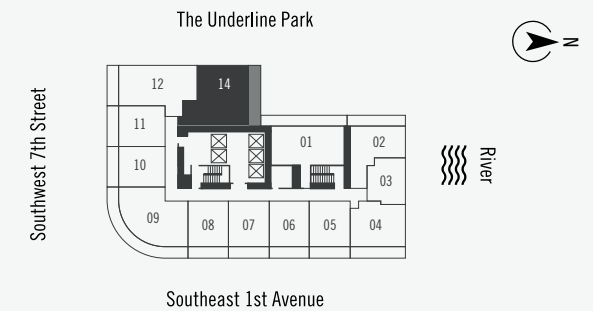 The Underline Park
N
12
14
Southwest 7th Street
11
01
02
10
03
River
09
08
07
06
05
04
Southeast 1st Avenue